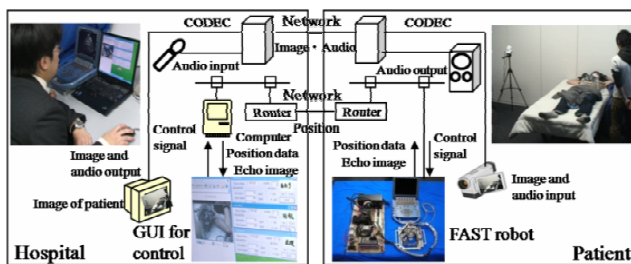 CODEC
Network
CODEC
Image・Audio
Audio input
Audio output
Network
Router
Router
Position
Control
signal
Computer
Position data
Echo image
Position data
Echo image
Control
signal
Image and
audio output
Image of patient
Image and
audio input
GUI for
control
FAST robot
Hospital
Patient